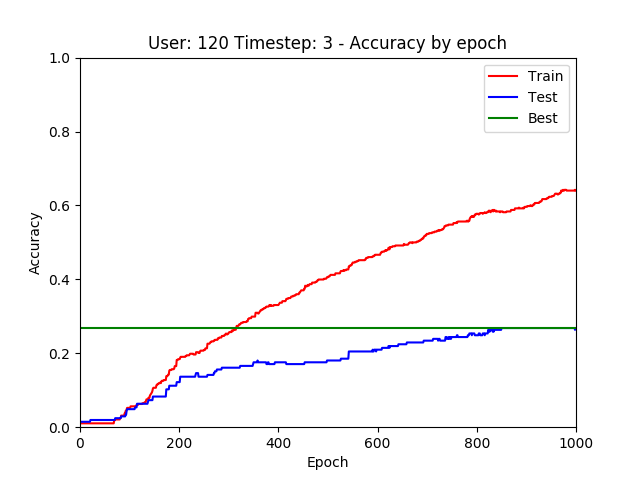 User: 120 Timestep: 3 - Accuracy by epoch
1.0
0.8
0.6
0.4
0.2
0.0
Accuracy
Train
Test
Best
0 200 400 600 800 1000
Epoch